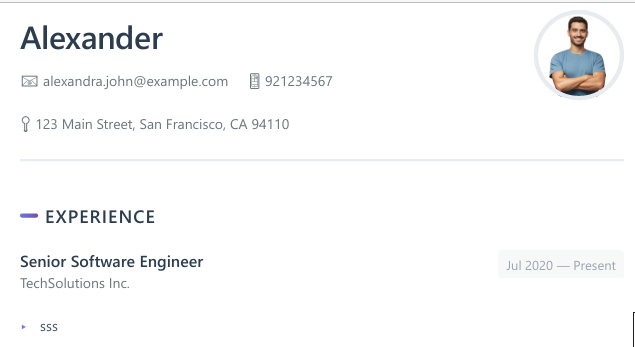 Alexander
alexandra.john@example.com 921234567
123 Main Street, San Francisco, CA 94110
EXPERIENCE
Senior Software Engineer Jul 2020 — Present
TechSolutions Inc.
sss